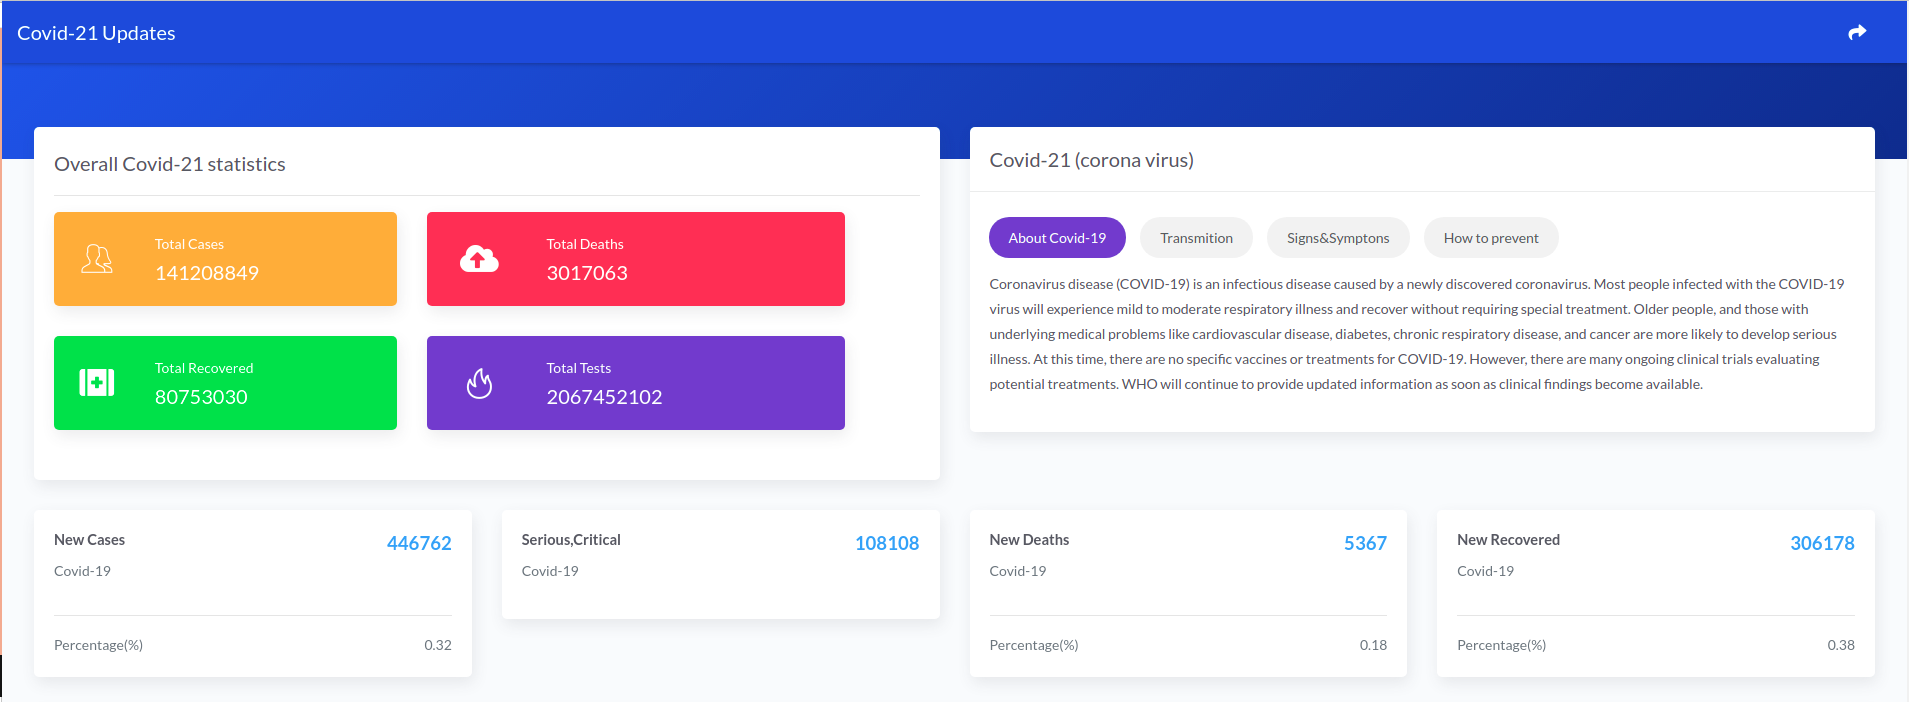 Covid-21 Updates
Overall Covid-21 statistics
Total Cases
141208849
Total Deaths
3017063
Total Recovered
80753030
Total Tests
2067452102
Covid-21 (corona virus)
About Covid-19
Transmition
Signs&Symptons
How to prevent
Coronavirus disease (COVID-19) is an infectious disease caused by a newly discovered coronavirus. Most people infected with the COVID-19
virus will experience mild to moderate respiratory illness and recover without requiring special treatment. Older people, and those with
underlying medical problems like cardiovascular disease, diabetes, chronic respiratory disease, and cancer are more likely to develop serious
illness. At this time, there are no specific vaccines or treatments for COVID-19. However, there are many ongoing clinical trials evaluating
potential treatments. WHO will continue to provide updated information as soon as clinical findings become available.
New Cases
446762
Covid-19
Percentage(%)
0.32
Serious,Critical
108108
Covid-19
New Deaths
5367
Covid-19
Percentage(%)
0.18
New Recovered
306178
Covid-19
Percentage(%)
0.38